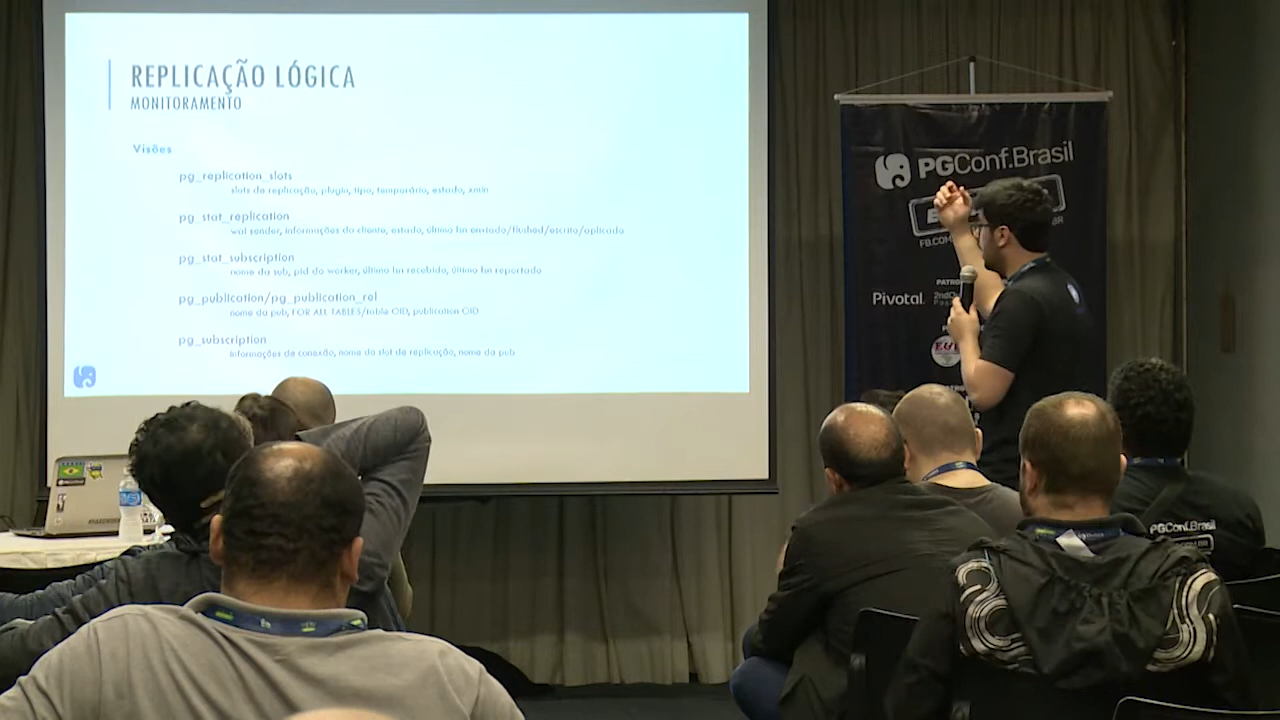 REPLICAÇÃO LÓGICA
MONITORAMENTO
Visões
pg_replication_slots
slots de replicação, plugin, tipo, temporário, estado, xmin
pg_stat_replication
wal sender, informações do cliente, estado, último lsn enviado/flushed/escrito/aplicado
pg_stat_subscription
nome da sub, pid do worker, último lsn recebido, último lsn reportado
pg_publication/pg_publication_rel
nome da pub, FOR ALL TABLES/table OID, publication OID
pg_subscription
informações de conexão, nome do slot de replicação, nome da pub
PGConf.Brasil
FB.COM
PATRO
Pivotal.
PGConf.Brasil